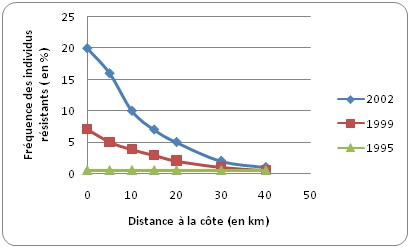 Fréquence des individus
résistants (en %)
25
20
15
10
5
0
0 10 20 30 40 50
Distance à la côte (en km)
2002
1999
1995